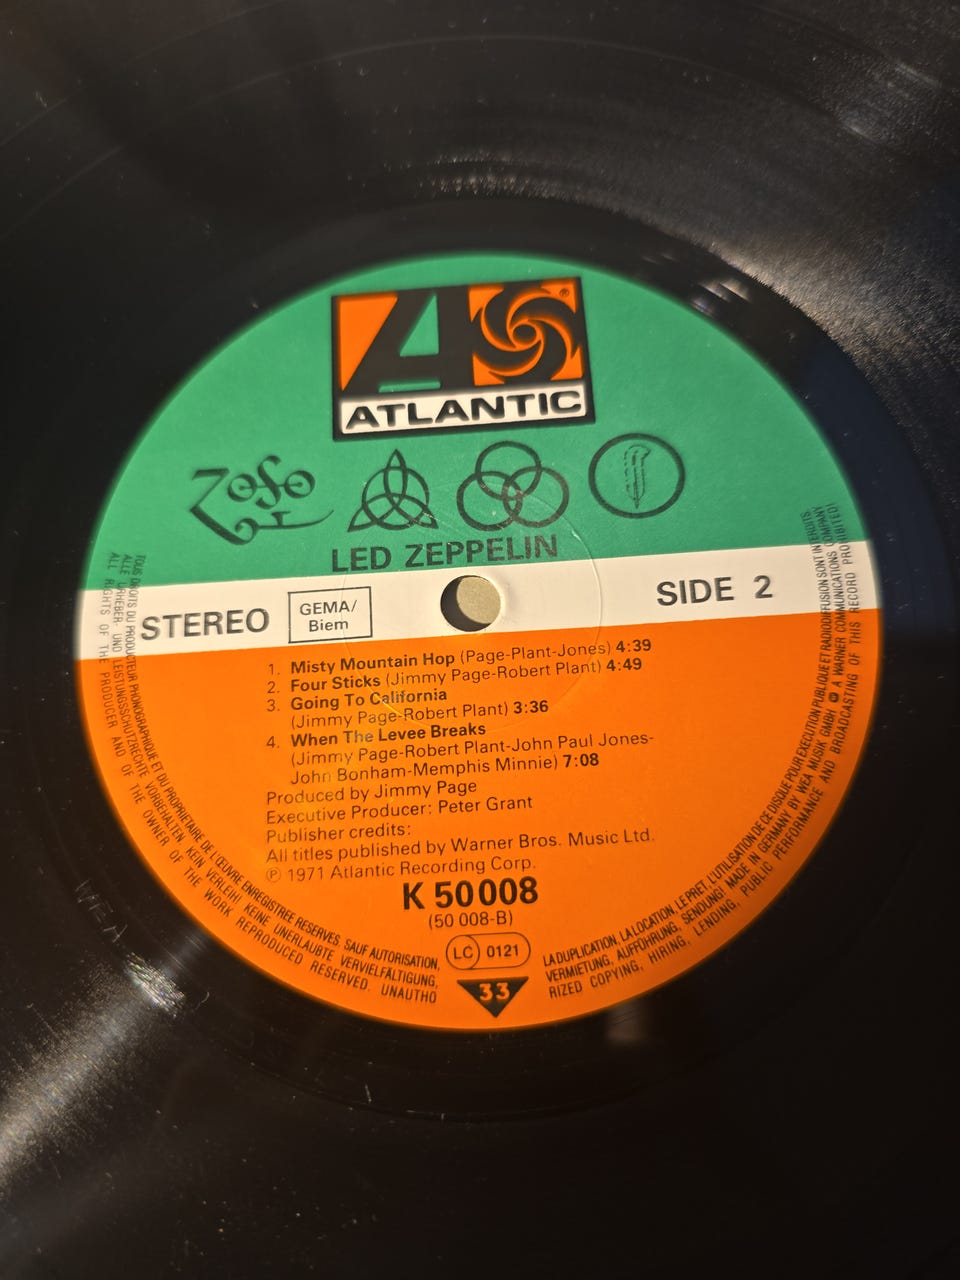 ®
ATLANTIC
LED ZEPPELIN
STEREO
GEMA/
Biem
SIDE 2
1. Misty Mountain Hop (Page-Plant-Jones) 4:39
2. Four Sticks (Jimmy Page-Robert Plant) 4:49
3. Going To California
(Jimmy Page-Robert Plant) 3:36
4. When The Levee Breaks
(Jimmy Page-Robert Plant-John Paul Jones-
John Bonham-Memphis Minnie) 7:08
Produced by Jimmy Page
Executive Producer: Peter Grant
Publisher credits:
All titles published by Warner Bros. Music Ltd.
℗ 1971 Atlantic Recording Corp.
K 50 008
(50 008-B)
LC 0121
33
TOUS DROITS DU PRODUCTEUR PHONOGRAPHIQUE ET DU PROPRIETAIRE DE L'ŒUVRE ENREGISTREE RESERVES. SAUF AUTORISATION,
ALLE URHEBER- UND LEISTUNGSSCHUTZRECHTE VORBEHALTEN KEIN VERLEIH! KEINE UNERLAUBTE VERVIELFÄLTIGUNG,
ALL RIGHTS OF THE PRODUCER AND OF THE OWNER OF THE WORK REPRODUCED RESERVED. UNAUTHO
LA DUPLICATION, LA LOCATION, LE PRET, L'UTILISATION DE CE DISQUE POUR EXECUTION PUBLIQUE ET RADIODIFFUSION SONT INTERDITS.
VERMIETUNG, AUFFÜHRUNG, SENDUNG! MADE IN GERMANY BY WEA MUSIK GMBH A WARNER COMMUNICATIONS COMPANY
RIZED COPYING, HIRING, LENDING, PUBLIC PERFORMANCE AND BROADCASTING OF THIS RECORD PROHIBITED!